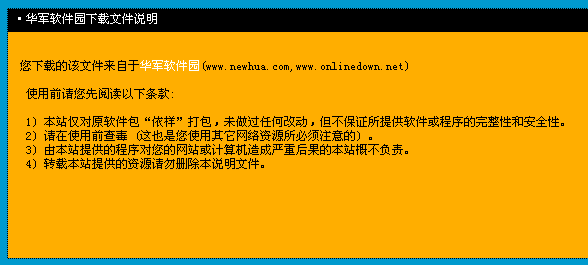 ·华军软件园下载文件说明
您下载的该文件来自于华军软件园(www.newhua.com,www.onlinedown.net)
使用前请您先阅读以下条款:
1) 本站仅对原软件包“依样”打包，未做过任何改动，但不保证所提供软件或程序的完整性和安全性。
2) 请在使用前查毒 (这也是您使用其它网络资源所必须注意的) 。
3) 由本站提供的程序对您的网站或计算机造成严重后果的本站概不负责。
4) 转载本站提供的资源请勿删除本说明文件。